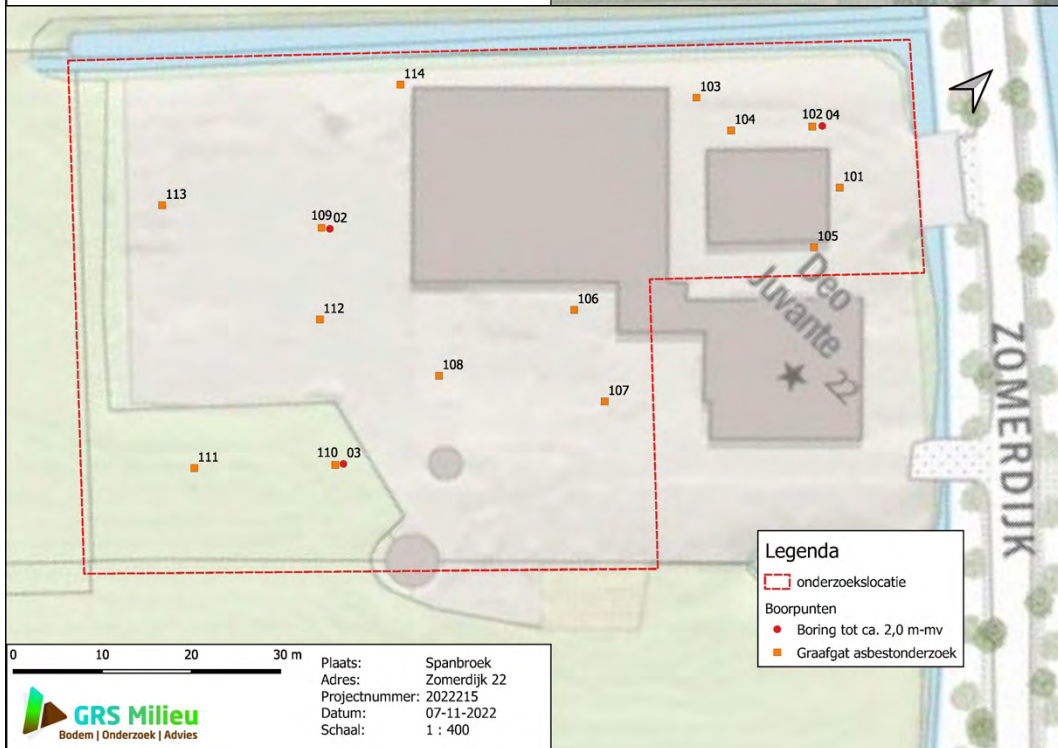 114
103
104
102 04
101
113
109 02
105
Deo
Juvante
22
106
112
108
107
111
110 03
ZOMERDIJK
Legenda
onderzoekslocatie
Boorpunten
Boring tot ca. 2,0 m-mv
Graafgat asbestonderzoek
0 10 20 30 m
GRS Milieu
Bodem | Onderzoek | Advies
Plaats: Spanbroek
Adres: Zomerdijk 22
Projectnummer: 2022215
Datum: 07-11-2022
Schaal: 1 : 400